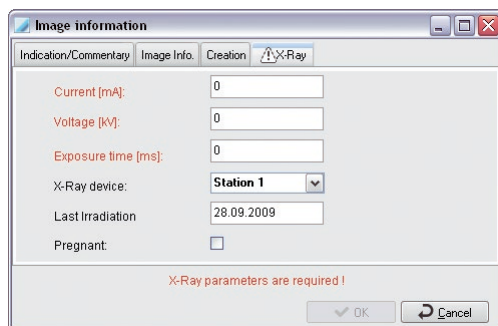 Image information
Indication/Commentary Image Info. Creation X-Ray
Current [mA]: 0
Voltage [kV]: 0
Exposure time [ms]: 0
X-Ray device: Station 1
Last Irradiation 28.09.2009
Pregnant:
X-Ray parameters are required !
OK Cancel